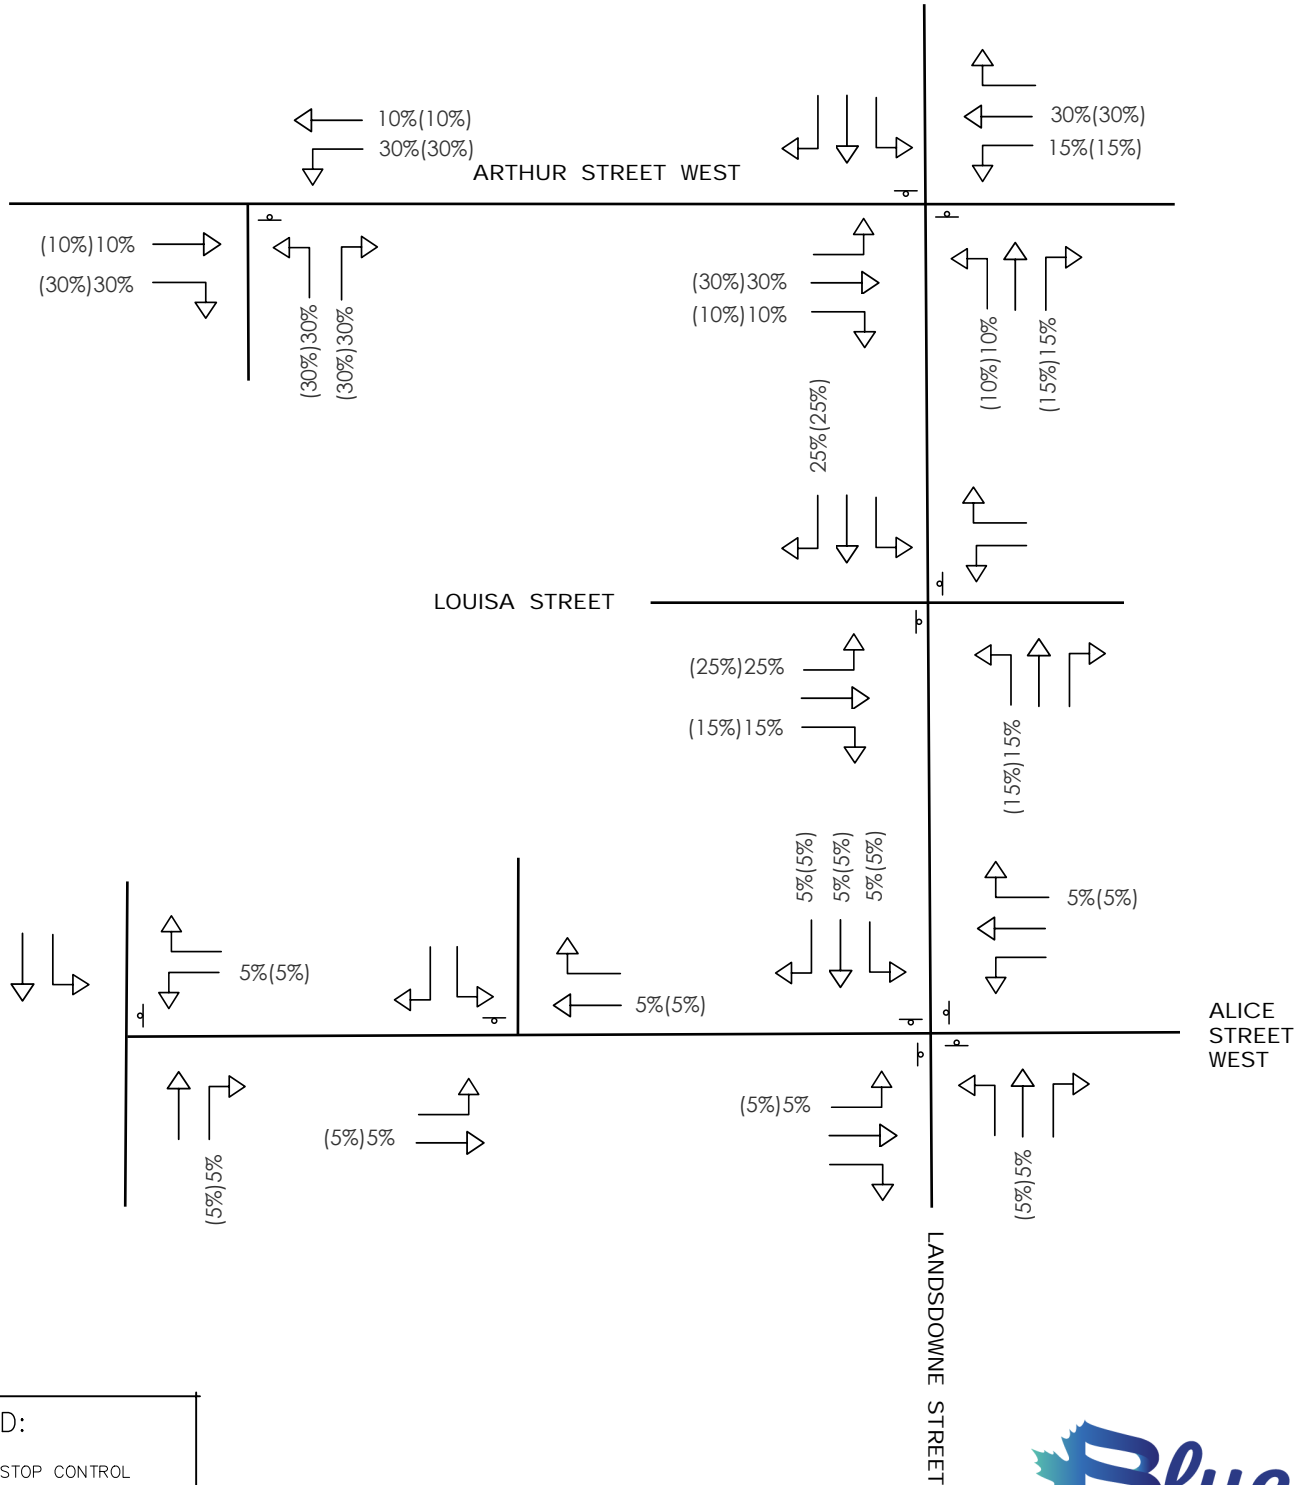 10%(10%)
30%(30%)
30%(30%)
15%(15%)
ARTHUR STREET WEST
(10%)10%
(30%)30%
(30%)30%
(30%)30%
(30%)30%
(10%)10%
(10%)10%
(15%)15%
25%(25%)
LOUISA STREET
(25%)25%
(15%)15%
(15%)15%
5%(5%)
5%(5%)
5%(5%)
5%(5%)
5%(5%)
5%(5%)
ALICE
STREET
WEST
(5%)5%
(5%)5%
(5%)5%
(5%)5%
LANDSDOWNE STREET
D:
STOP CONTROL
Blue